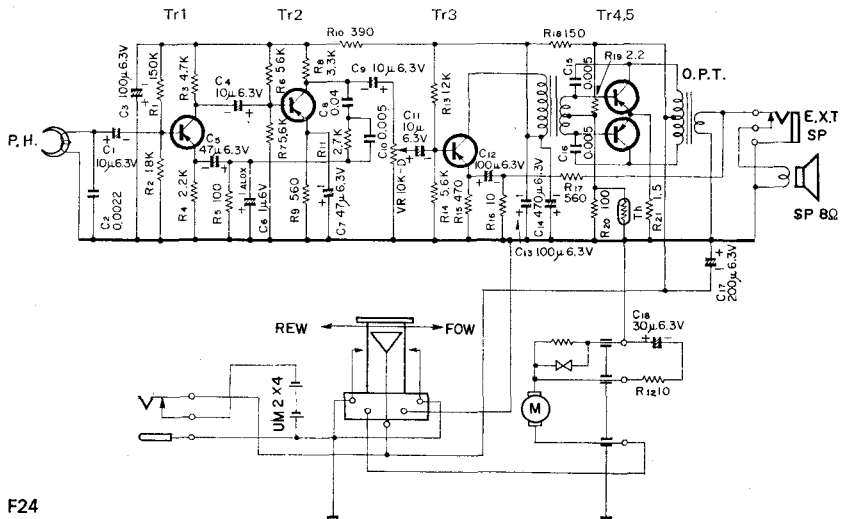 Tr1
Tr2
Tr3
Tr4,5
R10 390
R18 150
R19 2.2
C15
0.005
O.P.T.
C3 100μ6.3V
R1 150K
R3 4.7K
C4
10μ6.3V
R6 5.6K
R8
3.3K
C9 10μ6.3V
C8
0.04
R13 12K
P.H.
C1
10μ6.3V
C2
0.0022
R2 18K
C5
47μ6.3V
R4 2.2K
R5 100
C6 1μ6V
ALOX
R7 5.6K
R9 560
C7 47μ6.3V
R11
2.7K
C10 0.005
VR 10K-D
C11
10μ
6.3V
R14 5.6K
R15 470
C12
100μ6.3V
R16 10
C13 100μ6.3V
C14 470μ6.3V
R17
560
C16
0.005
R20 100
Th
R21 1.5
E.X.T
SP
SP 8Ω
C17
200μ6.3V
REW
FOW
UM2 X4
C18
30μ6.3V
R12 10
M
F24